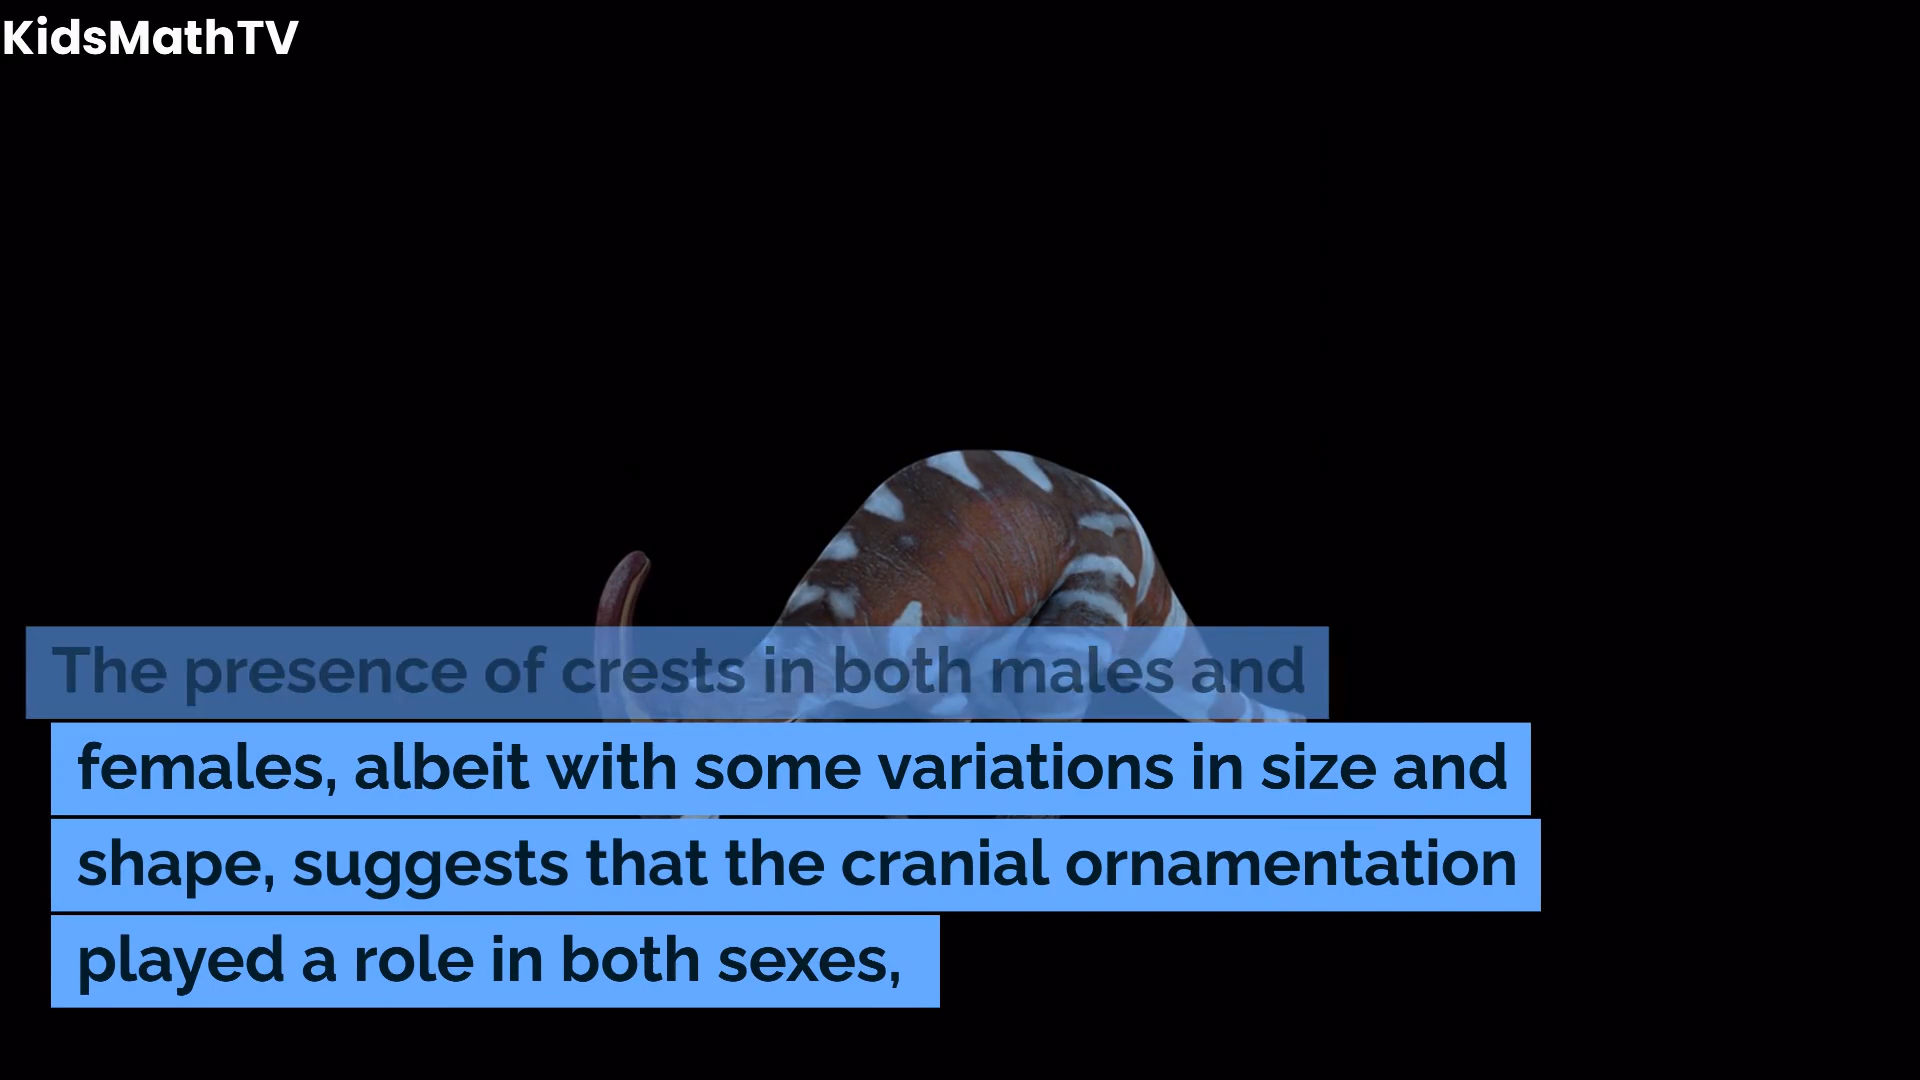 KidsMathTV
The presence of crests in both males and
females, albeit with some variations in size and
shape, suggests that the cranial ornamentation
played a role in both sexes,